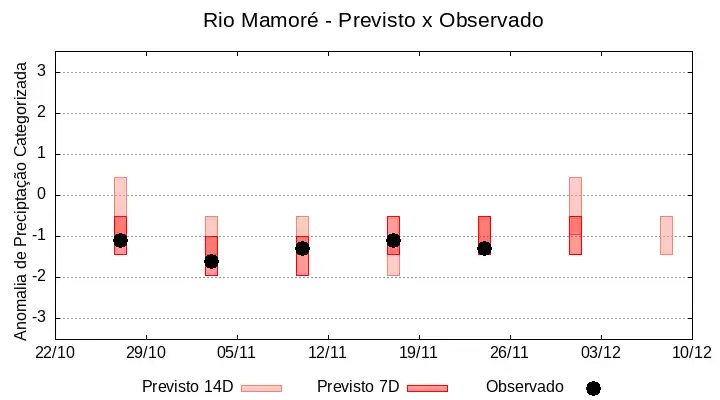 Rio Mamoré - Previsto x Observado
Anomalia de Preciptação Categorizada
3
2
1
0
-1
-2
-3
22/10 29/10 05/11 12/11 19/11 26/11 03/12 10/12
Previsto 14D Previsto 7D Observado